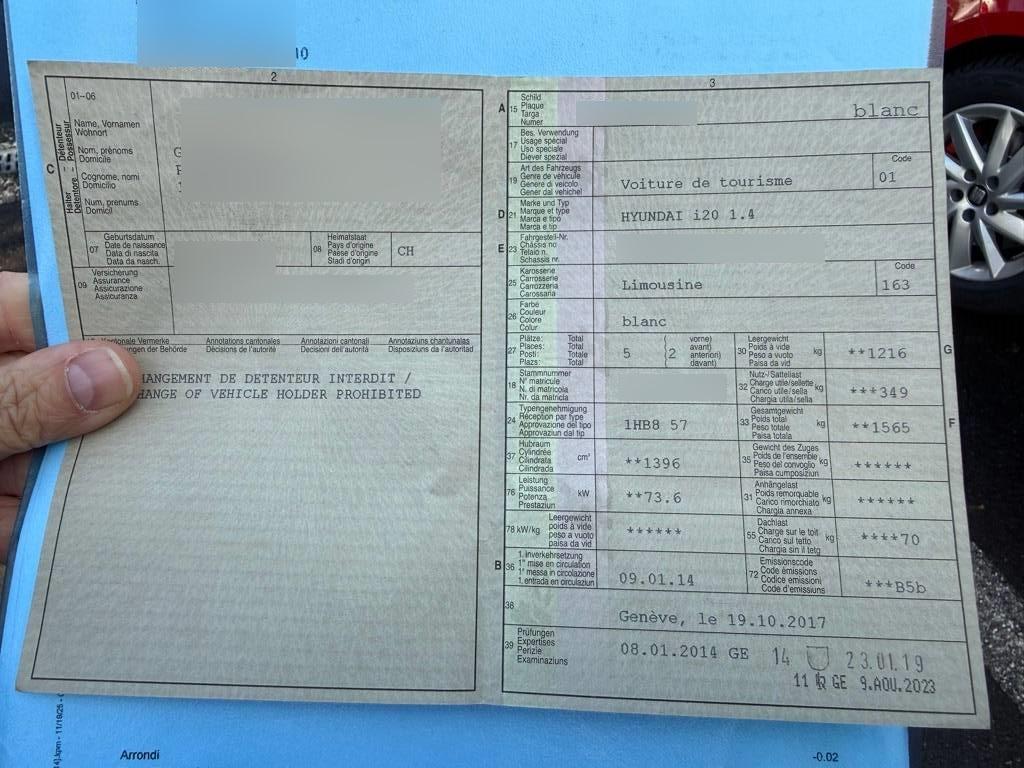 10
2
01-06
Détenteur - Possessur
Halter - Detentore
C
Name, Vornamen
Wohnort
Nom, prénoms
Domicile
Cognome, nomi
Domicilio
Num, prenums
Domicil
07
Geburtsdatum
Date de naissance
Data di nascita
Data da nasch.
08
Heimatstaat
Pays d'origine
Paese d'origine
Stadi d'origin
CH
09
Versicherung
Assurance
Assicurazione
Assicuranza
Kantonale Vermerke
Annotations cantonales
Annotazioni cantonali
Annotaziuns chantunalas
der Behörde
Décisions de l'autorité
Decisioni dell'autorità
Disposiziuns da l'autoritad
HANGEMENT DE DETENTEUR INTERDIT /
HANGE OF VEHICLE HOLDER PROHIBITED
3
A 15
Schild
Plaque
Targa
Numer
blanc
17
Bes. Verwendung
Usage spécial
Uso speciale
Diever spezial
19
Art des Fahrzeugs
Genre de véhicule
Genere di veicolo
Gener dal vehichel
Voiture de tourisme
Code
01
D 21
Marke und Typ
Marque et type
Marca e tipo
Marca e tip
HYUNDAI i20 1.4
E 23
Fahrgestell-Nr.
Châssis no
Telaio n.
Schassis nr.
25
Karosserie
Carrosserie
Carrozzeria
Carossaria
Limousine
Code
163
26
Farbe
Couleur
Colore
Colur
blanc
27
Plätze: Total
Places: Total
Posti: Totale
Plazs: Total
5
2
vorne)
avant)
anteriori)
davant)
30
Leergewicht
Poids à vide
Peso a vuoto
Paisa da vid
kg
**1216
G
18
Stammnummer
N° matricule
N. di matricola
Nr. da matricla
32
Nutz-/Sattellast
Charge utile/sellette
Carico utile/sella
Chargia utila/sella
kg
***349
24
Typengenehmigung
Réception par type
Approvazione del tipo
Approvaziun dal tip
1HB8 57
33
Gesamtgewicht
Poids total
Peso totale
Paisa totala
kg
**1565
F
37
Hubraum
Cylindrée
Cilindrata
Cilindrada
cm³
**1396
35
Gewicht des Zuges
Poids de l'ensemble
Peso del convoglio
Paisa cumposiziun
kg
******
76
Leistung
Puissance
Potenza
Prestaziun
kW
**73.6
31
Anhängelast
Poids remorquable
Carico rimorchiato
Chargia annexa
kg
******
78 kW/kg
Leergewicht
poids à vide
peso a vuoto
paisa da vid
******
55
Dachlast
Charge sur le toit
Carico sul tetto
Chargia sin il tetg
kg
****70
B 36
1. Inverkehrsetzung
1re mise en circulation
1a messa in circolazione
1. entrada en circulaziun
09.01.14
72
Emissionscode
Code émissions
Codice emissioni
Code d'emissiuns
***B5b
38
Genève, le 19.10.2017
39
Prüfungen
Expertises
Perizie
Examinaziuns
08.01.2014 GE
14
23.01.19
11
GE 9.AOU.2023
Arrondi
-0.02